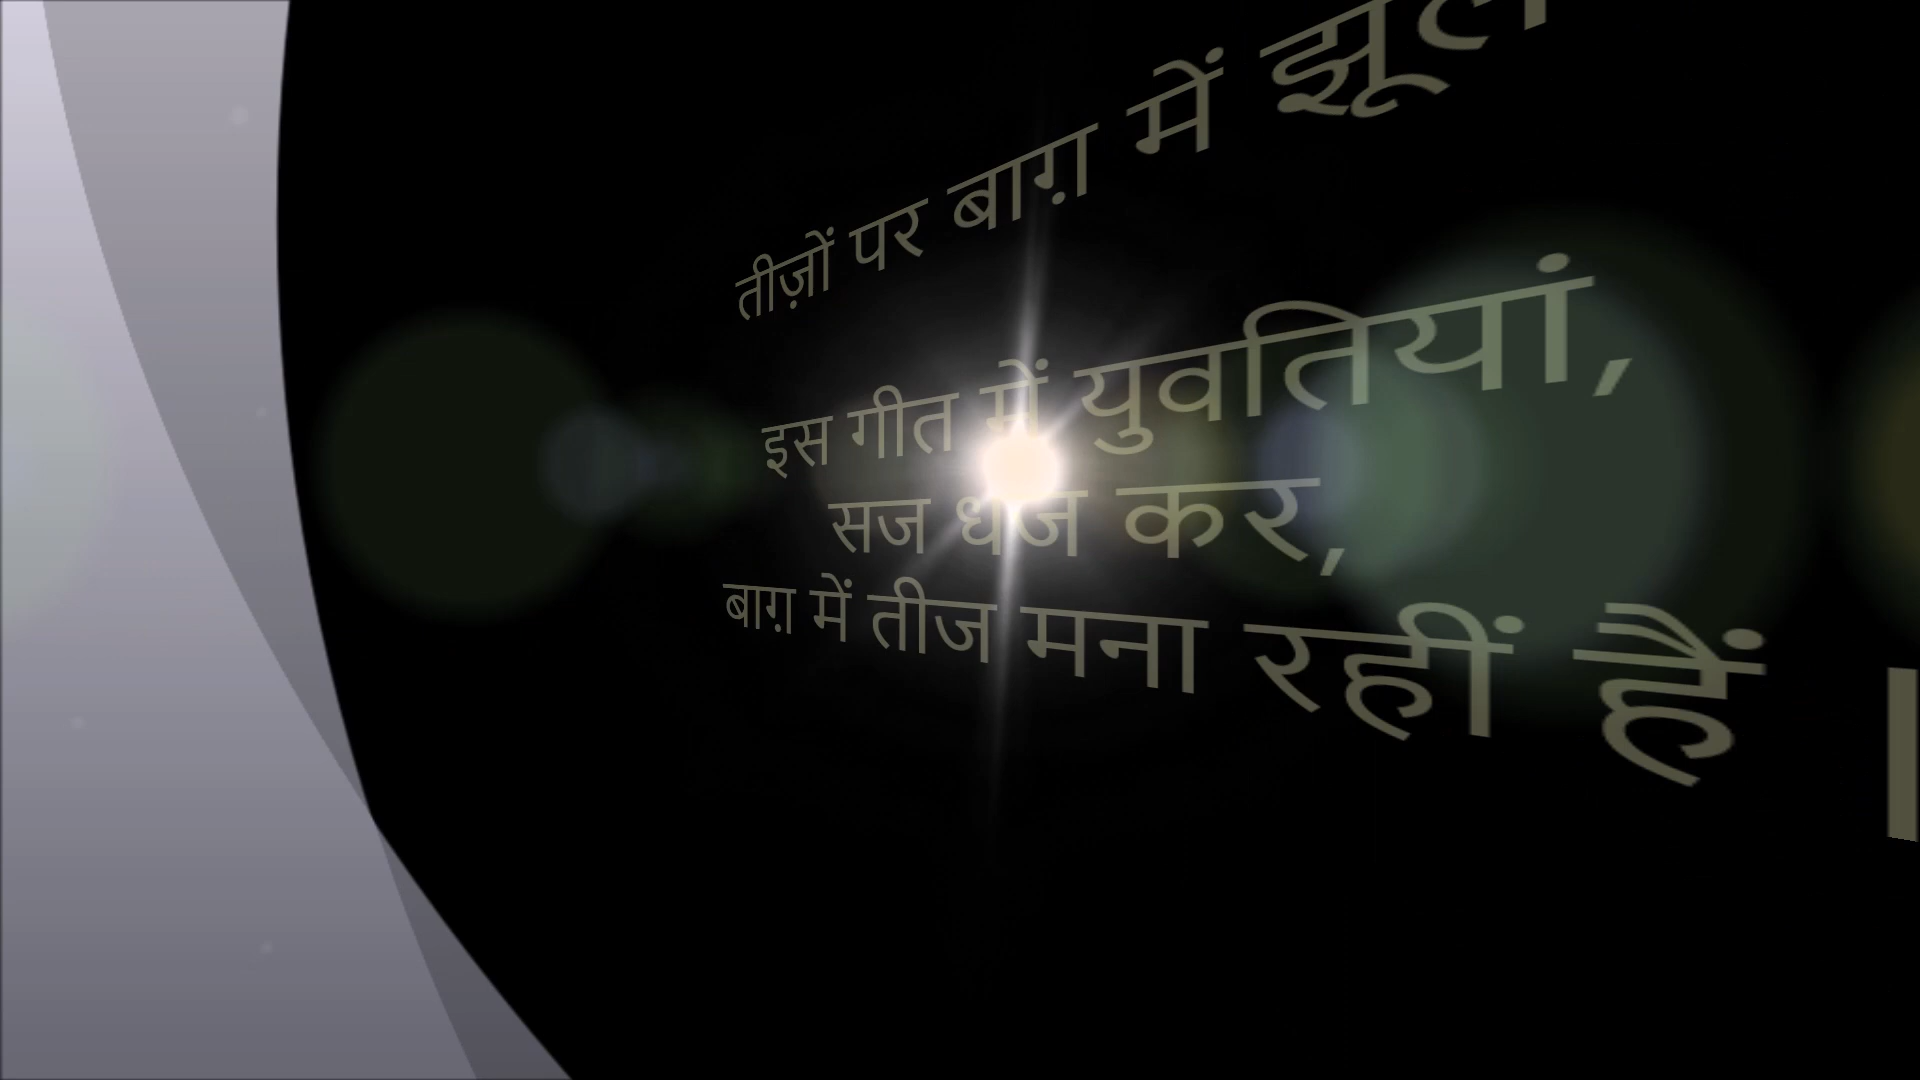 तीज़ों पर बाग़ में
इस गीत में युवतियां,
सज धज कर,
बाग़ में तीज मना रहीं हैं ।